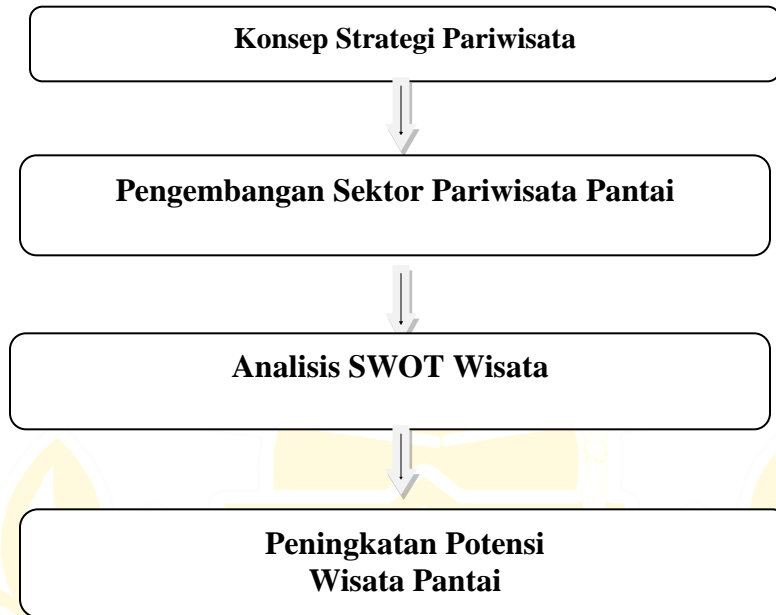 Konsep Strategi Pariwisata
Pengembangan Sektor Pariwisata Pantai
Analisis SWOT Wisata
Peningkatan Potensi
Wisata Pantai